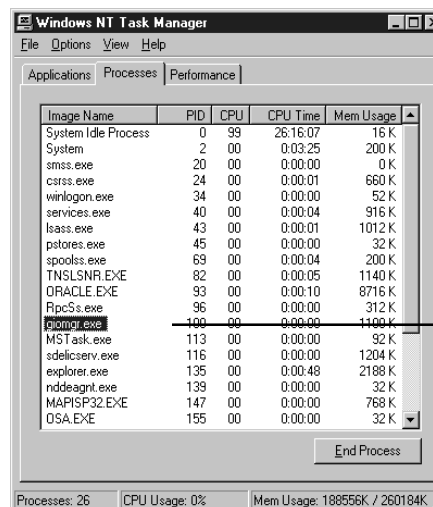 Windows NT Task Manager
File Options View Help
Applications Processes Performance
Image Name PID CPU CPU Time Mem Usage
System Idle Process 0 99 26:16:07 16 K
System 2 00 0:03:25 200 K
smss.exe 20 00 0:00:00 0 K
csrss.exe 24 00 0:00:01 660 K
winlogon.exe 34 00 0:00:00 52 K
services.exe 40 00 0:00:04 916 K
lsass.exe 43 00 0:00:01 1012 K
pstores.exe 45 00 0:00:00 32 K
spoolss.exe 69 00 0:00:04 200 K
TNSLSNR.EXE 82 00 0:00:05 1140 K
ORACLE.EXE 93 00 0:00:10 8716 K
RpcSs.exe 96 00 0:00:00 312 K
giomgr.exe 100 00 0:00:00 1100 K
MSTask.exe 113 00 0:00:00 92 K
sdelicserv.exe 116 00 0:00:00 1204 K
explorer.exe 135 00 0:00:48 2188 K
nddeagnt.exe 139 00 0:00:00 32 K
MAPISP32.EXE 147 00 0:00:00 768 K
OSA.EXE 155 00 0:00:00 32 K
End Process
Processes: 26 CPU Usage: 0% Mem Usage: 188556K / 260184K